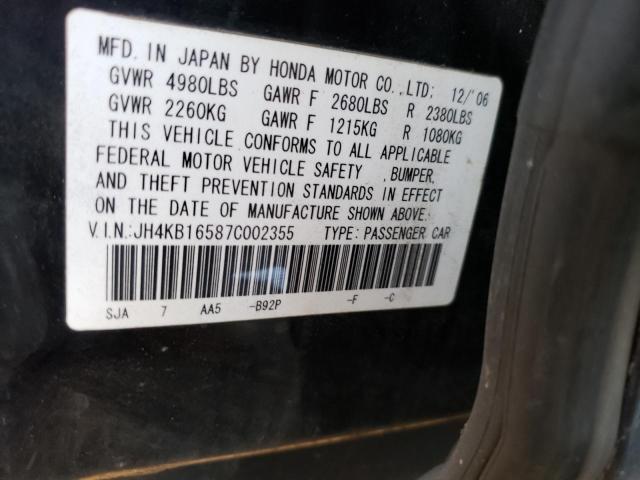 MFD. IN JAPAN BY HONDA MOTOR CO.,LTD: 12/'06
GVWR 4980LBS GAWR F 2680LBS R 2380LBS
GVWR 2260KG GAWR F 1215KG R 1080KG
THIS VEHICLE CONFORMS TO ALL APPLICABLE
FEDERAL MOTOR VEHICLE SAFETY ,BUMPER,
AND THEFT PREVENTION STANDARDS IN EFFECT
ON THE DATE OF MANUFACTURE SHOWN ABOVE.
V.I.N.:JH4KB16587C002355 TYPE: PASSENGER CAR
SJA 7 AA5 -B92P -F -C